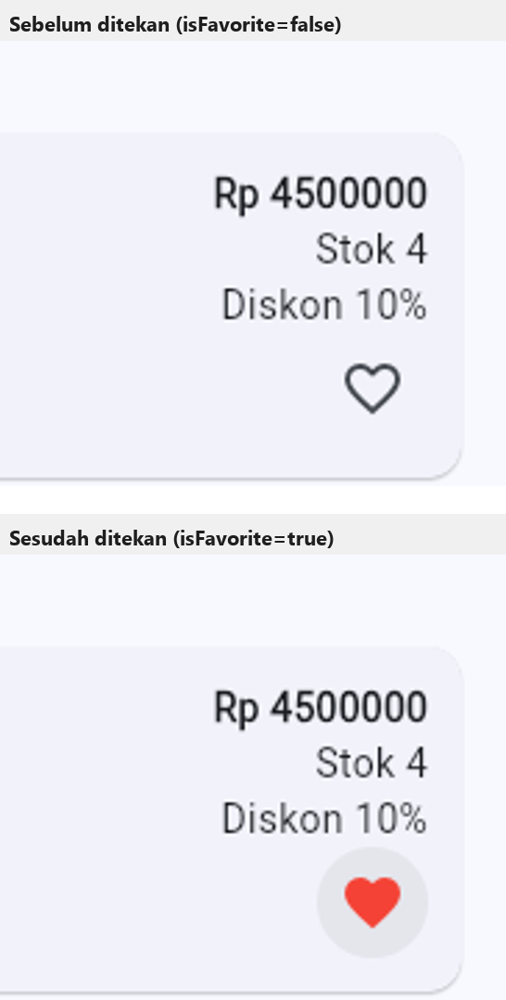 Sebelum ditekan (isFavorite=false)
Rp 4500000
Stok 4
Diskon 10%
Sesudah ditekan (isFavorite=true)
Rp 4500000
Stok 4
Diskon 10%